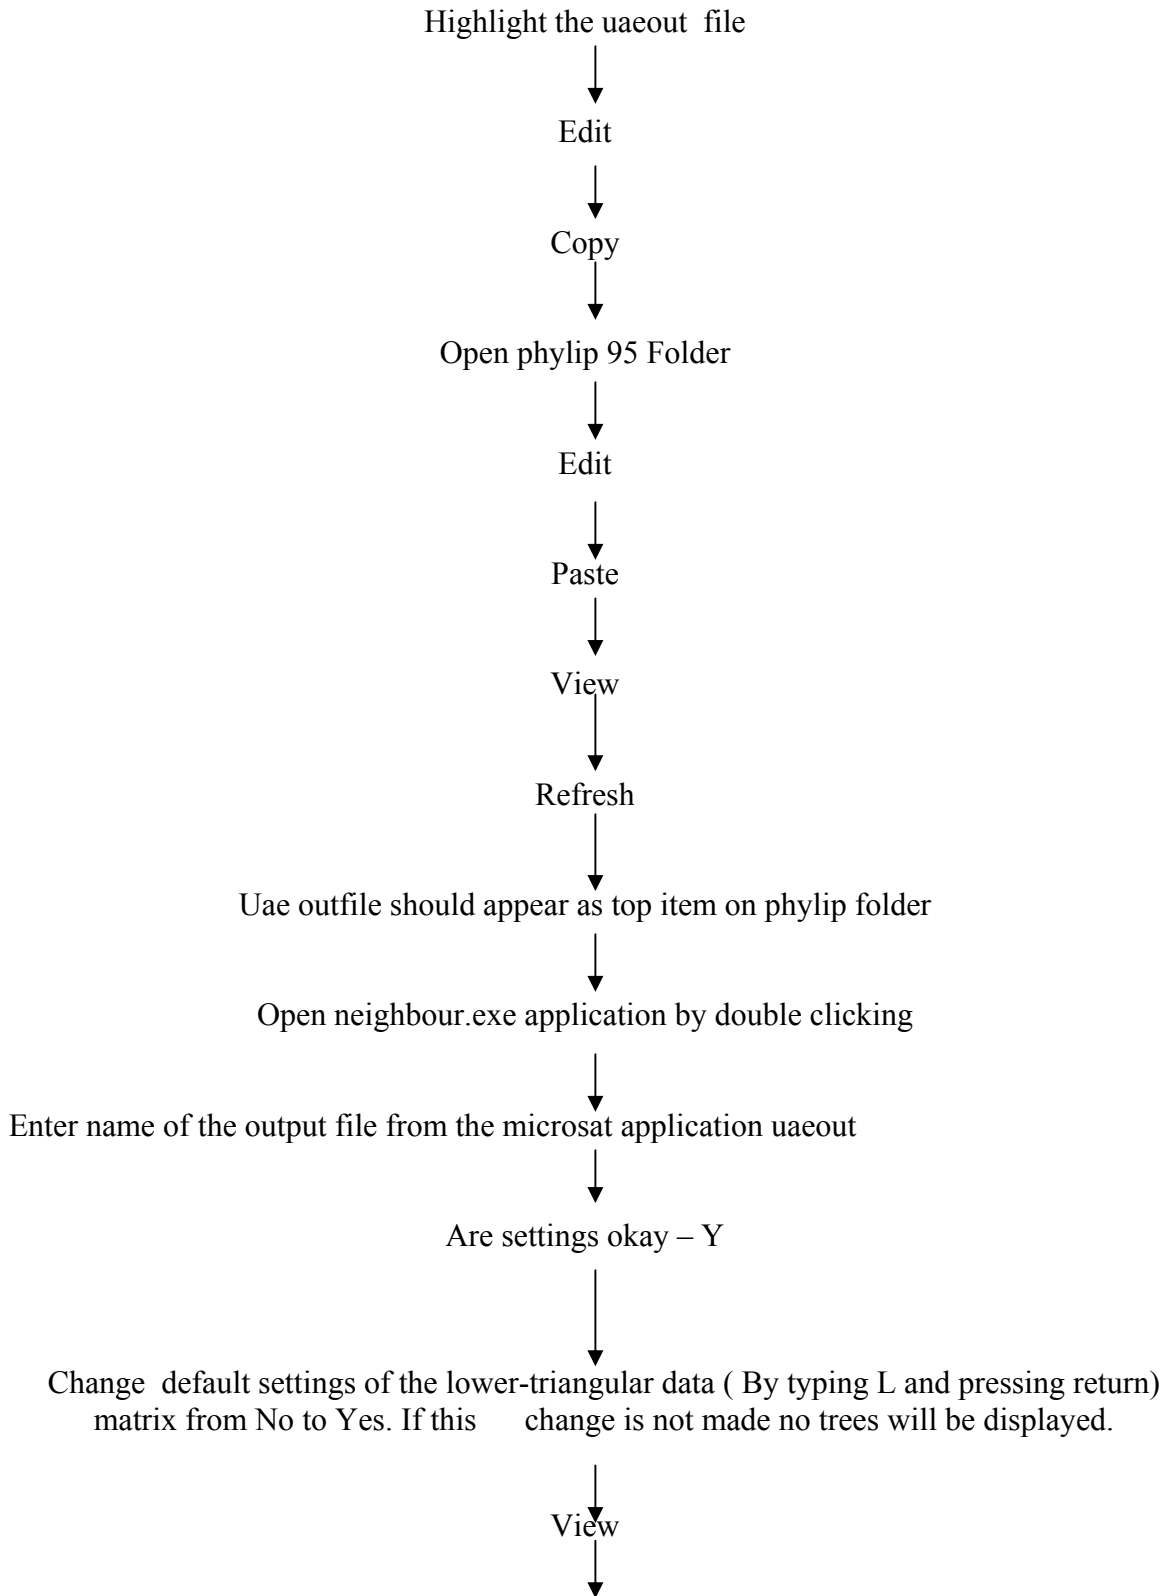 Highlight the uaeout file
Edit
Copy
Open phylip 95 Folder
Edit
Paste
View
Refresh
Uae outfile should appear as top item on phylip folder
Open neighbour.exe application by double clicking
Enter name of the output file from the microsat application uaeout
Are settings okay – Y
Change default settings of the lower-triangular data ( By typing L and pressing return)
matrix from No to Yes. If this change is not made no trees will be displayed.
View